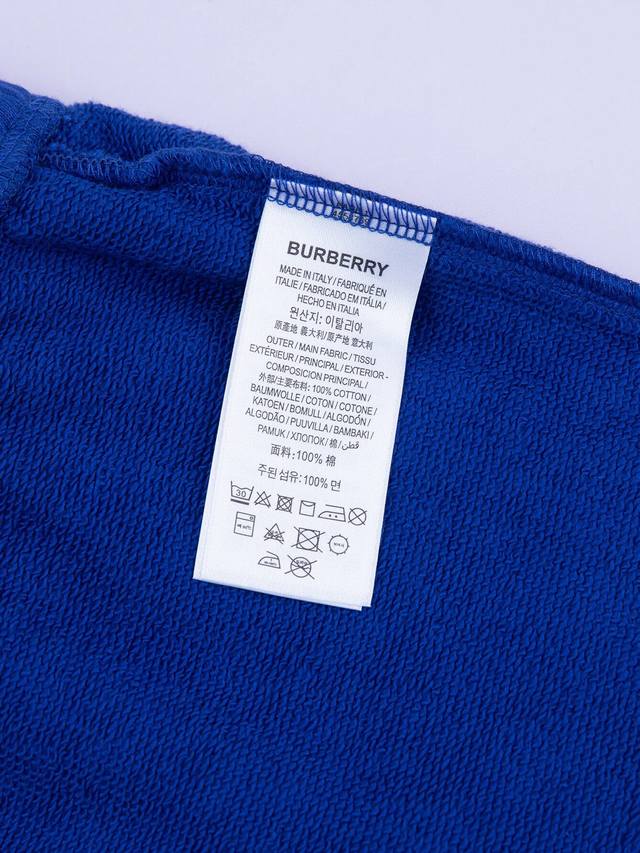 BURBERRY
MADE IN ITALY / FABRIQUÉ EN
ITALIE / FABRICADO EM ITÁLIA /
HECHO EN ITALIA
원산지: 이탈리아
原產地 義大利/原产地 意大利
OUTER / MAIN FABRIC / TISSU
EXTÉRIEUR / PRINCIPAL / EXTERIOR -
COMPOSICION PRINCIPAL /
外部/主要布料: 100% COTTON /
BAUMWOLLE / COTON / COTONE /
KATOEN / BOMULL / ALGODÓN /
ALGODÃO / PUUVILLA / BAMBAKI /
PAMUK / ХЛОПОК / 棉 / قطن
面料:100% 棉
주된 섬유:100% 면
30